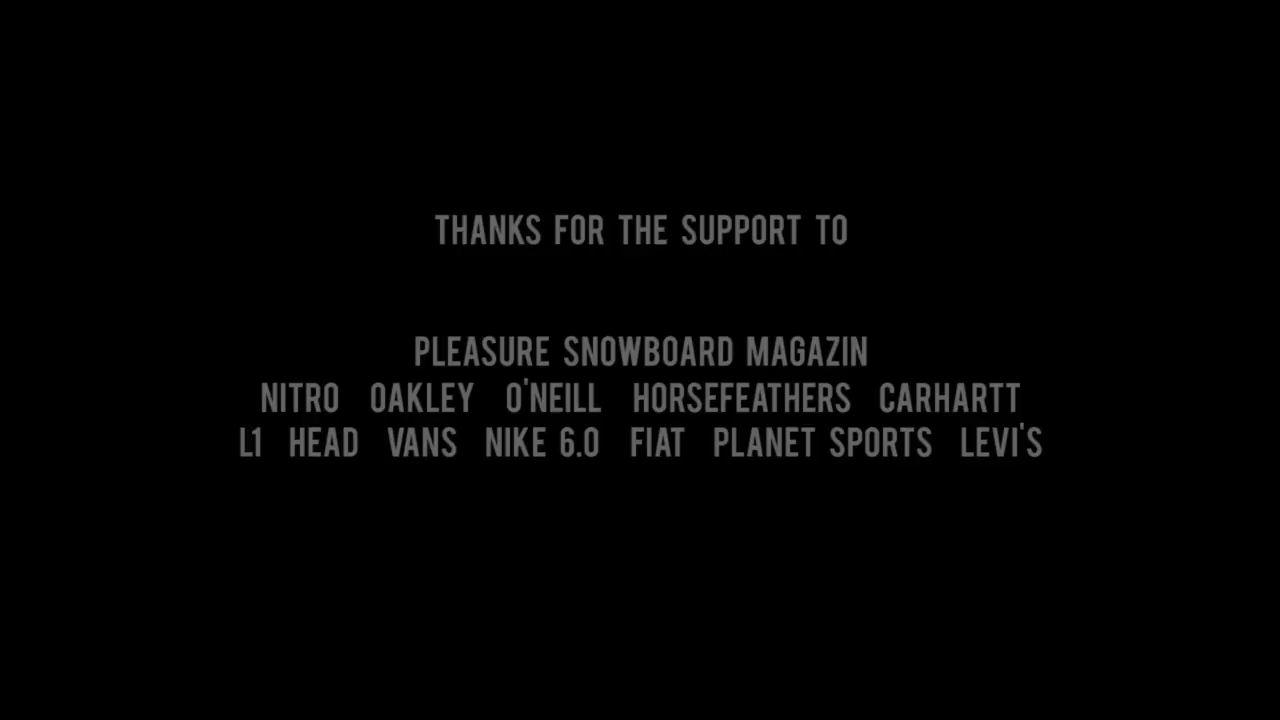 THANKS FOR THE SUPPORT TO
PLEASURE SNOWBOARD MAGAZIN
NITRO OAKLEY O'NEILL HORSEFEATHERS CARHARTT
L1 HEAD VANS NIKE 6.0 FIAT PLANET SPORTS LEVI'S